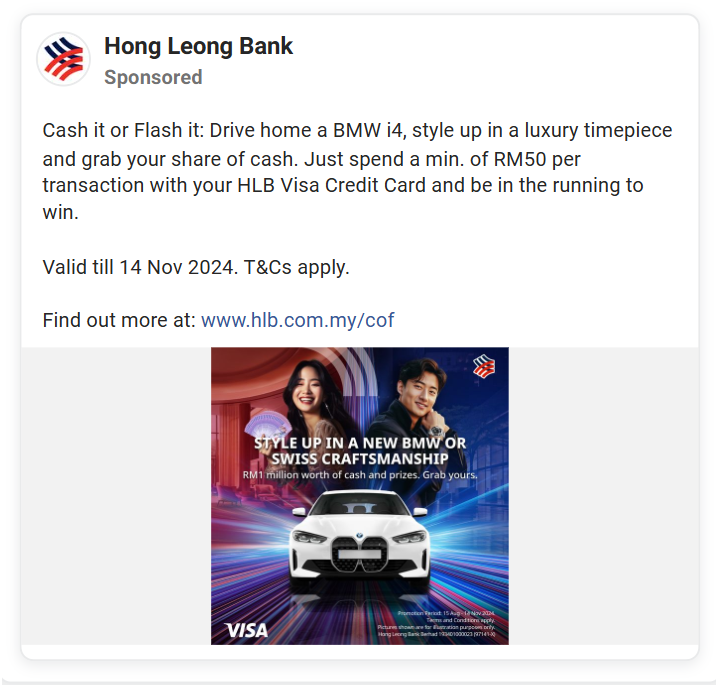 Hong Leong Bank
Sponsored
Cash it or Flash it: Drive home a BMW i4, style up in a luxury timepiece
and grab your share of cash. Just spend a min. of RM50 per
transaction with your HLB Visa Credit Card and be in the running to
win.
Valid till 14 Nov 2024. T&Cs apply.
Find out more at: www.hlb.com.my/cof
STYLE UP IN A NEW BMW OR
SWISS CRAFTSMANSHIP
RM1 million worth of cash and prizes. Grab yours.
VISA
Promotion Period: 15 Aug - 14 Nov 2024.
Terms and Conditions apply.
Pictures shown are for illustration purposes only.
Hong Leong Bank Berhad 193401000023 (97141-X)